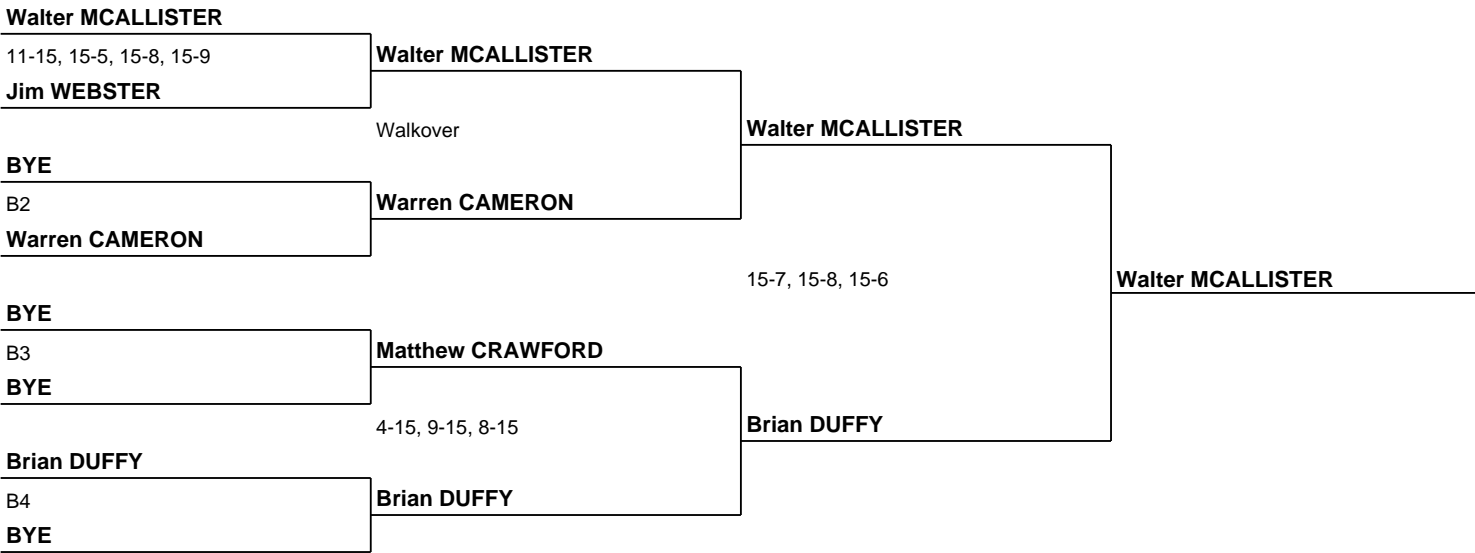 Walter MCALLISTER
11-15, 15-5, 15-8, 15-9
Walter MCALLISTER
Jim WEBSTER
Walkover
Walter MCALLISTER
BYE
B2
Warren CAMERON
Warren CAMERON
15-7, 15-8, 15-6
Walter MCALLISTER
BYE
B3
Matthew CRAWFORD
BYE
4-15, 9-15, 8-15
Brian DUFFY
Brian DUFFY
B4
Brian DUFFY
BYE